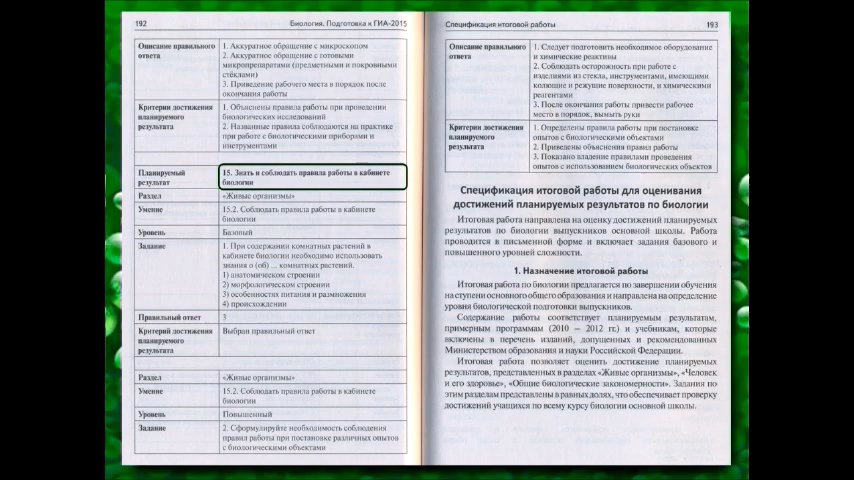 192
Биология. Подготовка к ГИА-2015
Описание правильного ответа
1. Аккуратное обращение с микроскопом
2. Аккуратное обращение с готовыми
микропрепаратами (предметными и покровными
стёклами)
3. Приведение рабочего места в порядок после
окончания работы
Критерии достижения
планируемого
результата
1. Объяснены правила работы при проведении
биологических исследований
2. Названные правила соблюдаются на практике
при работе с биологическими приборами и
инструментами
Планируемый
результат
15. Знать и соблюдать правила работы в кабинете
биологии
Раздел
«Живые организмы»
Умение
15.2. Соблюдать правила работы в кабинете
биологии
Уровень
Базовый
Задание
1. При содержании комнатных растений в
кабинете биологии необходимо использовать
знания о (об) ... комнатных растений.
1) анатомическом строении
2) морфологическом строении
3) особенностях питания и размножения
4) происхождении
Правильный ответ
3
Критерий достижения
планируемого
результата
Выбран правильный ответ
Раздел
«Живые организмы»
Умение
15.2. Соблюдать правила работы в кабинете
биологии
Уровень
Повышенный
Задание
2. Сформулируйте необходимость соблюдения
правил работы при постановке различных опытов
с биологическими объектами
Спецификация итоговой работы
193
Описание правильного
ответа
1. Следует подготовить необходимое оборудование
и химические реактивы
2. Соблюдать осторожность при работе с
изделиями из стекла, инструментами, имеющими
колющие и режущие поверхности, и химическими
реагентами
3. После окончания работы привести рабочее
место в порядок, вымыть руки
Критерии достижения
планируемого
результата
1. Определены правила работы при постановке
опытов с биологическими объектами
2. Приведены объяснения правил работы
3. Показано владение правилами проведения
опытов с использованием биологических объектов
Спецификация итоговой работы для оценивания
достижений планируемых результатов по биологии
Итоговая работа направлена на оценку достижений планируемых
результатов по биологии выпускников основной школы. Работа
проводится в письменной форме и включает задания базового и
повышенного уровней сложности.
1. Назначение итоговой работы
Итоговая работа по биологии предлагается по завершении обучения
на ступени основного общего образования и направлена на определение
уровня биологической подготовки выпускников.
Содержание работы соответствует планируемым результатам,
примерным программам (2010 — 2012 гг.) и учебникам, которые
включены в перечень изданий, допущенных и рекомендованных
Министерством образования и науки Российской Федерации.
Итоговая работа позволяет оценить достижение планируемых
результатов, представленных в разделах «Живые организмы», «Человек
и его здоровье», «Общие биологические закономерности». Задания по
этим разделам представлены в равных долях, что обеспечивает проверку
достижений учащихся по всему курсу биологии основной школы.